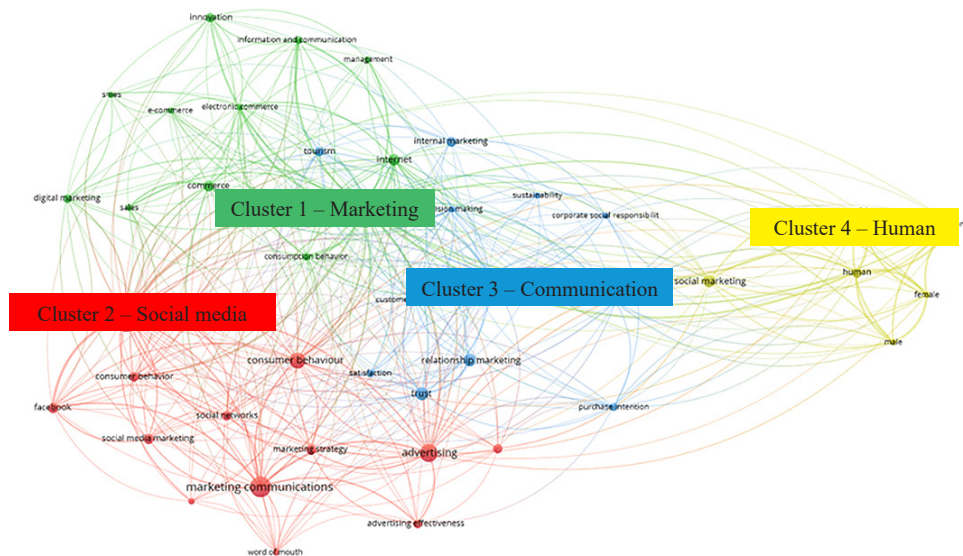 innovation
information and communication
management
e-commerce
electronic commerce
tourism
internal marketing
internet
digital marketing
sales
commerce
sustainability
corporate social responsibilit
Cluster 1 – Marketing
Cluster 4 – Human
consumption behavior
human
social marketing
female
Cluster 3 – Communication
Cluster 2 – Social media
male
consumer behaviour
relationship marketing
satisfaction
consumer behavior
trust
facebook
purchase intention
social networks
social media marketing
marketing strategy
advertising
marketing communications
advertising effectiveness
word of mouth